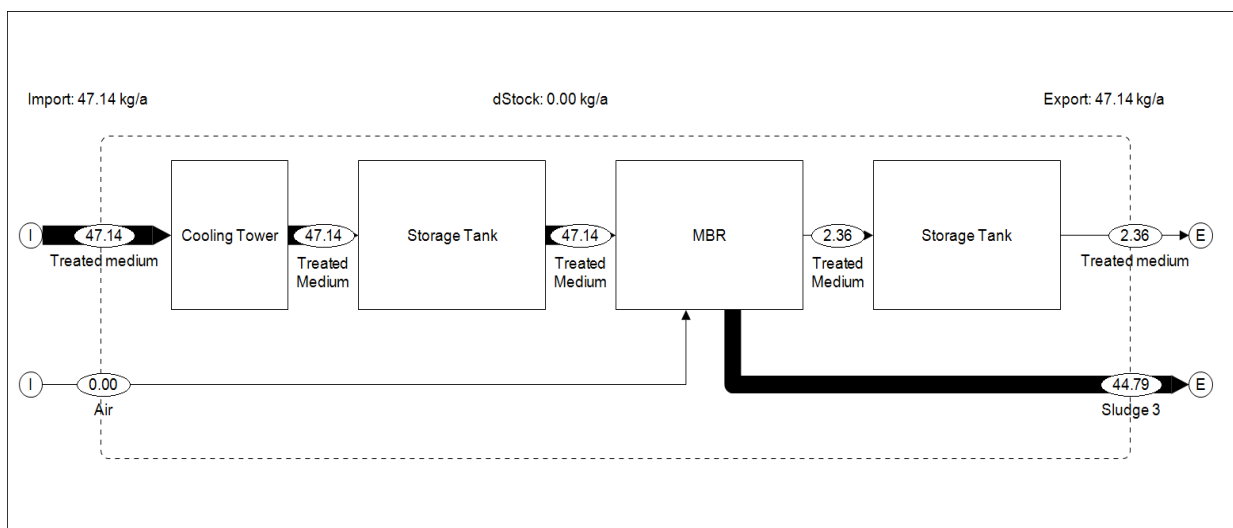 Import: 47.14 kg/a
dStock: 0.00 kg/a
Export: 47.14 kg/a
I
47.14
Treated medium
Cooling Tower
47.14
Treated
Medium
Storage Tank
47.14
Treated
Medium
MBR
2.36
Treated
Medium
Storage Tank
2.36
Treated medium
E
I
0.00
Air
44.79
Sludge 3
E